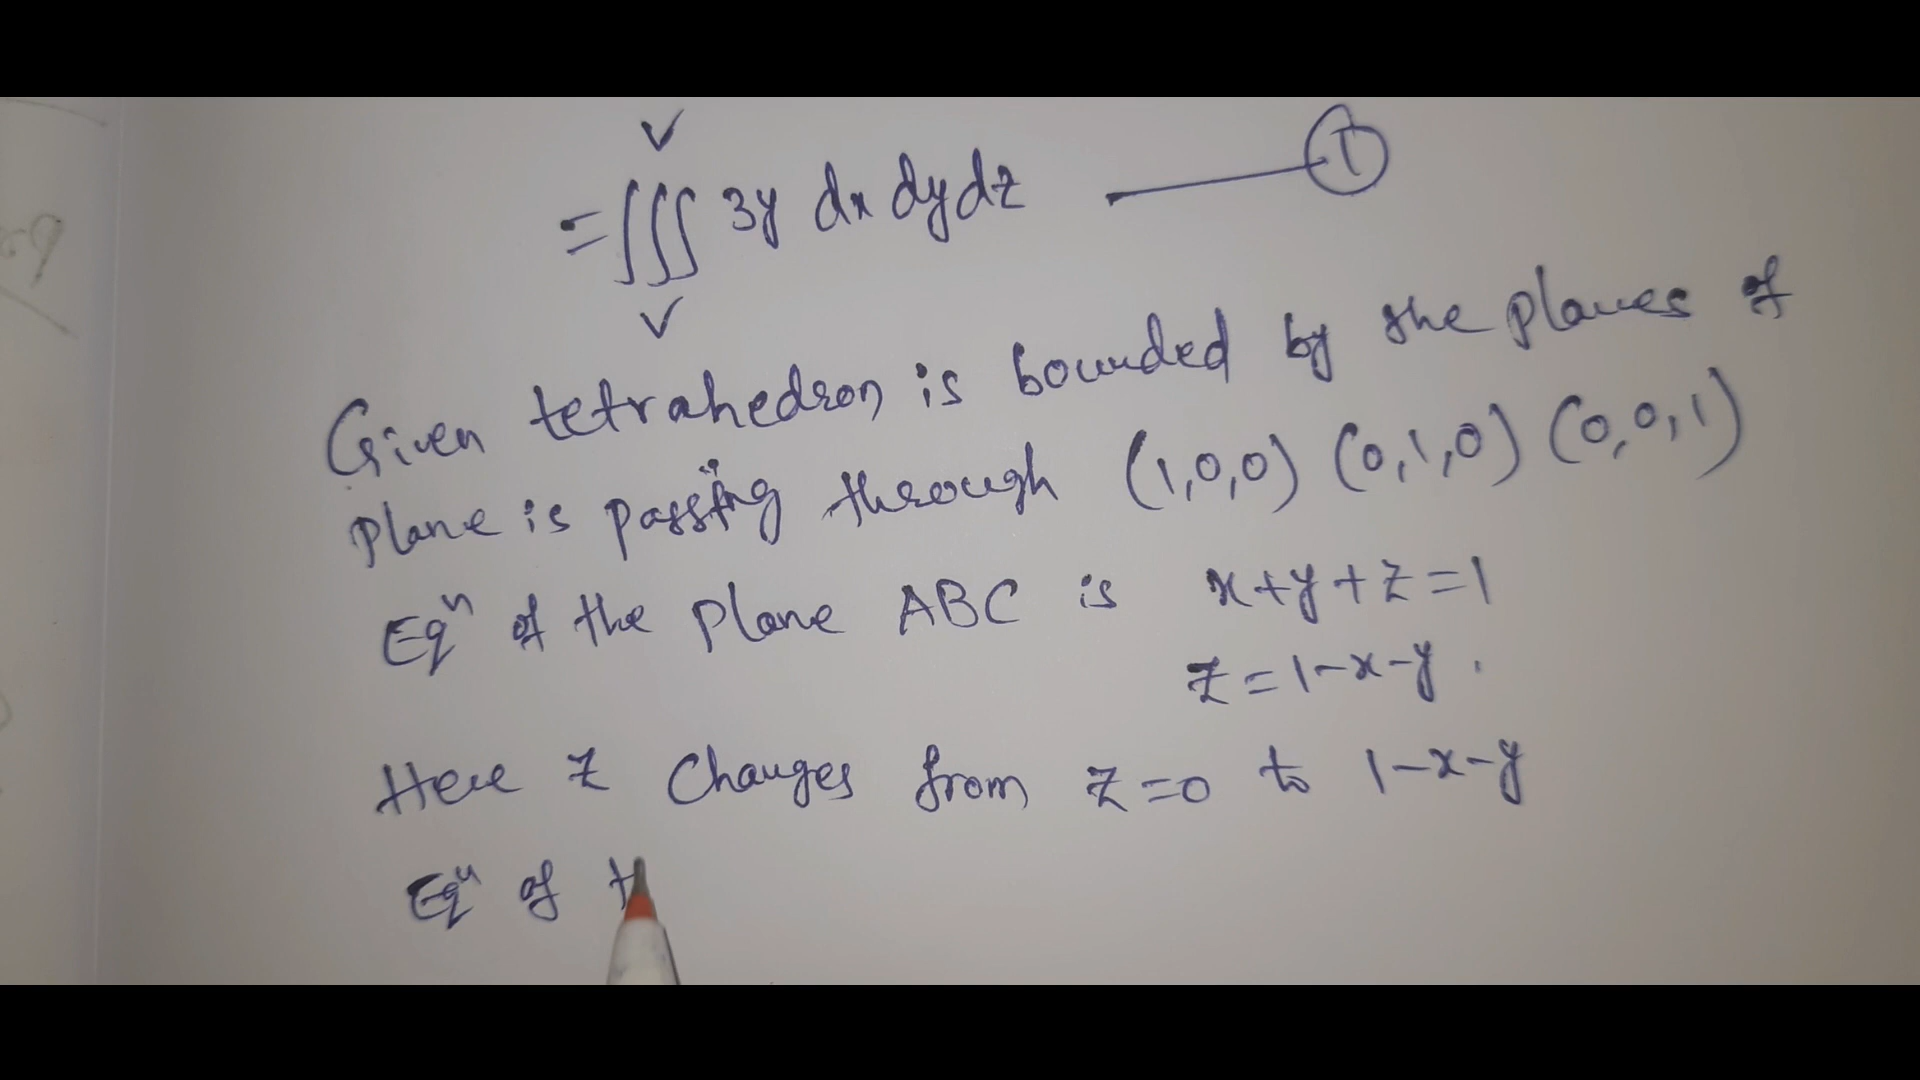 V
= ∭ 3y dx dy dz — ①
V
Given tetrahedron is bounded by the planes of
plane is passing through (1,0,0) (0,1,0) (0,0,1)
Eqⁿ of the plane ABC is x+y+z=1
z=1-x-y.
Here z changes from z=0 to 1-x-y
Eqⁿ of t